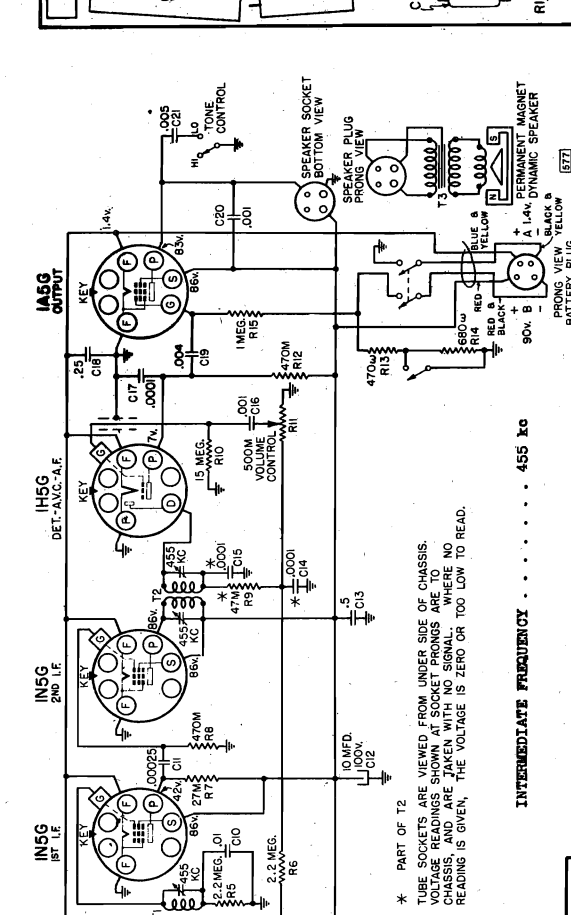 IN5G
1ST I.F.
KEY
G
F
P
S
F
42v.
86v.
.00025
C11
27M
R7
455
KC
2.2 MEG.
R5
.01
C10
2.2 MEG.
R6
IN5G
2ND I.F.
KEY
G
F
P
S
F
86v.
86v.
470M
R8
10 MFD.
100v.
C12
T2
455
KC
.455
KC
*
.0001
C15
*
47M
R9
*
.0001
C14
.5
C13
1H5G
DET.-A.V.C.-A.F.
KEY
G
F
P
D
7v.
15 MEG.
R10
.001
C16
500M
VOLUME
CONTROL
R11
470M
R12
.25
C18
C17
.0001
.004
C19
1 MEG.
R15
IA5G
OUTPUT
KEY
F
P
S
G
F
1.4v.
83v.
86v.
C20
.001
.005
C21
HI
LO
TONE
CONTROL
SPEAKER SOCKET
BOTTOM VIEW
SPEAKER PLUG
PRONG VIEW
T3
N
S
PERMANENT MAGNET
DYNAMIC SPEAKER
577
470ω
R13
680ω
R14
RED
RED &
BLACK
BLUE &
YELLOW
BLACK &
YELLOW
+
A 1.4v.
-
+
90v. B
-
PRONG VIEW
BATTERY PLUG
* PART OF T2
TUBE SOCKETS ARE VIEWED FROM UNDER SIDE OF CHASSIS.
VOLTAGE READINGS SHOWN AT SOCKET PRONGS ARE TO
CHASSIS, AND ARE TAKEN WITH NO SIGNAL. WHERE NO
READING IS GIVEN, THE VOLTAGE IS ZERO OR TOO LOW TO READ.
INTERMEDIATE FREQUENCY . . . . . . . 455 kc